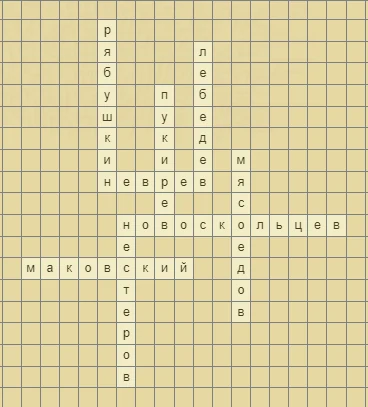 рябушкин
лебедев
пукирев
мясоедов
неврев
новоскольцев
нестеров
маковский